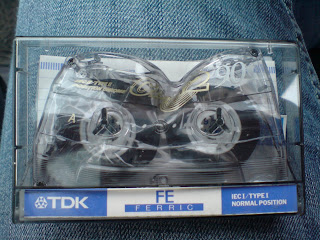 90
A
TDK
FE
FERRIC
IEC I/TYPE I
NORMAL POSITION